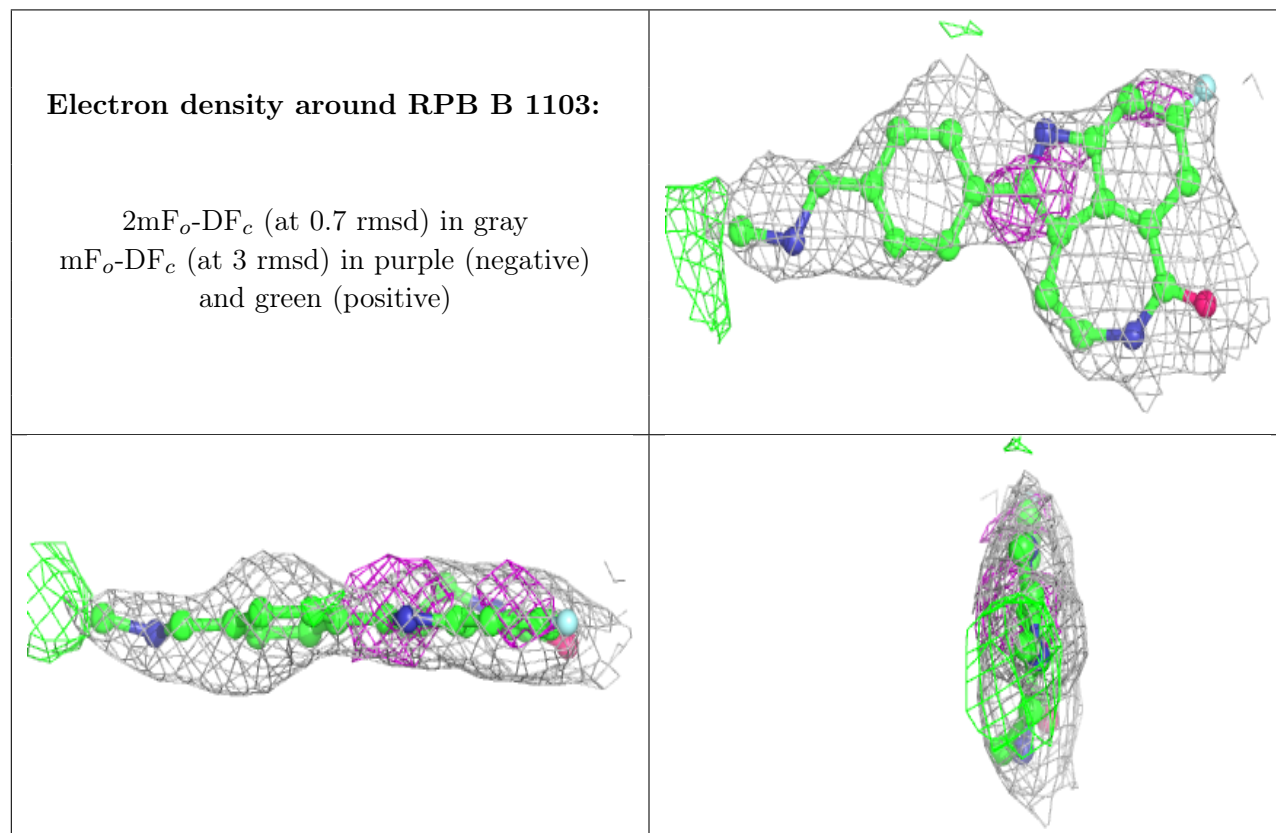 Electron density around RPB B 1103:
2mFₒ-DF𝒸 (at 0.7 rmsd) in gray
mFₒ-DF𝒸 (at 3 rmsd) in purple (negative)
and green (positive)